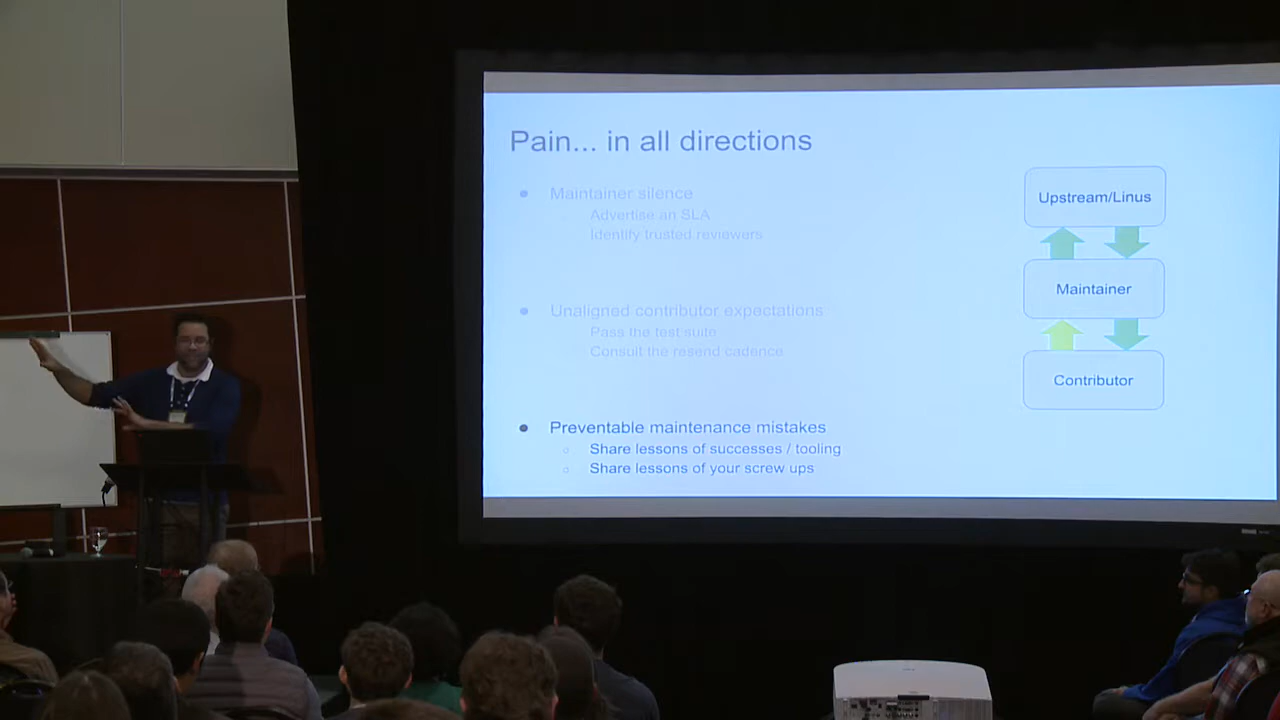 Pain... in all directions
Maintainer silence
Advertise an SLA
Identify trusted reviewers
Unaligned contributor expectations
Pass the test suite
Consult the resend cadence
Preventable maintenance mistakes
Share lessons of successes / tooling
Share lessons of your screw ups
Upstream/Linus
Maintainer
Contributor